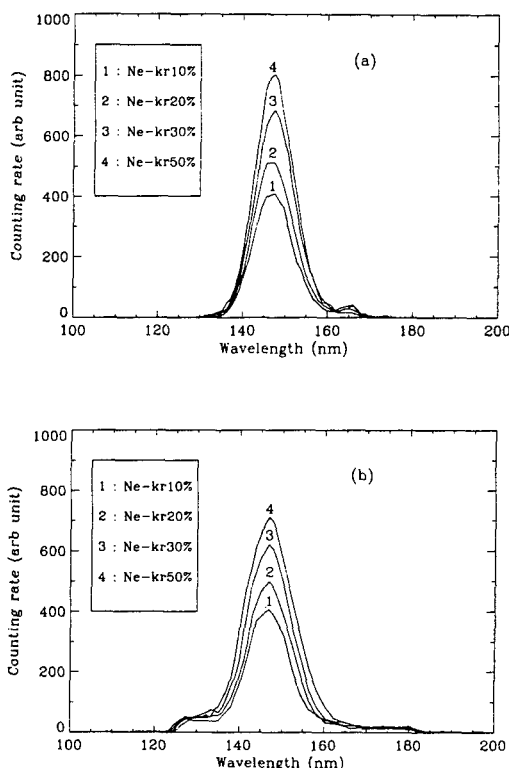 1000
800
600
400
200
0
Counting rate (arb unit)
1 : Ne-kr10%
2 : Ne-kr20%
3 : Ne-kr30%
4 : Ne-kr50%
(a)
4
3
2
1
100 120 140 160 180 200
Wavelength (nm)
1000
800
600
400
200
0
Counting rate (arb unit)
1 : Ne-kr10%
2 : Ne-kr20%
3 : Ne-kr30%
4 : Ne-kr50%
(b)
4
3
2
1
100 120 140 160 180 200
Wavelength (nm)